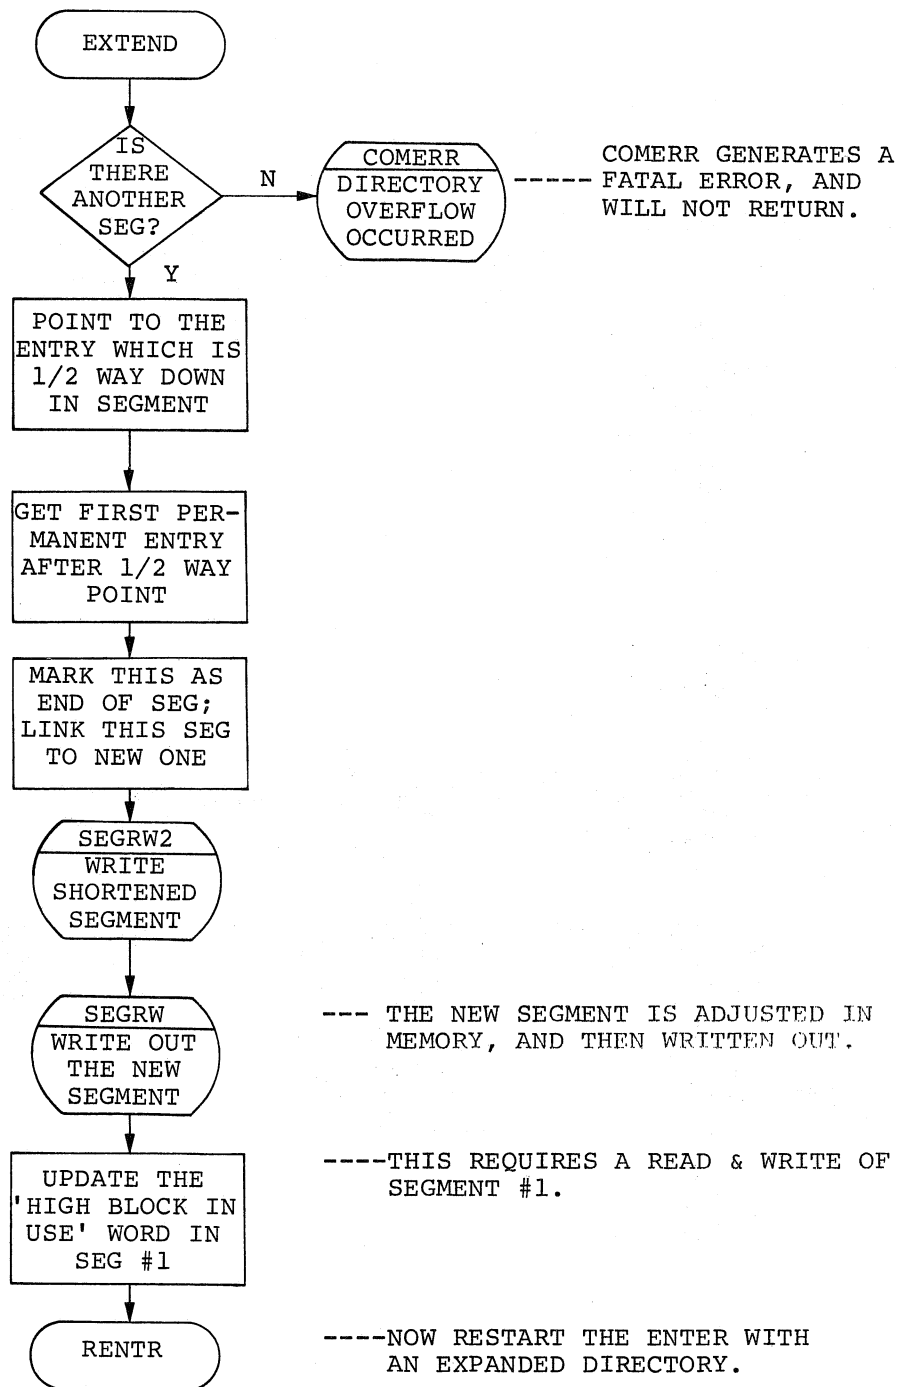 EXTEND
IS
THERE
ANOTHER
SEG?
N
COMERR
DIRECTORY
OVERFLOW
OCCURRED
----- COMERR GENERATES A
FATAL ERROR, AND
WILL NOT RETURN.
Y
POINT TO THE
ENTRY WHICH IS
1/2 WAY DOWN
IN SEGMENT
GET FIRST PER-
MANENT ENTRY
AFTER 1/2 WAY
POINT
MARK THIS AS
END OF SEG;
LINK THIS SEG
TO NEW ONE
SEGRW2
WRITE
SHORTENED
SEGMENT
SEGRW
WRITE OUT
THE NEW
SEGMENT
--- THE NEW SEGMENT IS ADJUSTED IN
MEMORY, AND THEN WRITTEN OUT.
UPDATE THE
'HIGH BLOCK IN
USE' WORD IN
SEG #1
----THIS REQUIRES A READ & WRITE OF
SEGMENT #1.
RENTR
----NOW RESTART THE ENTER WITH
AN EXPANDED DIRECTORY.